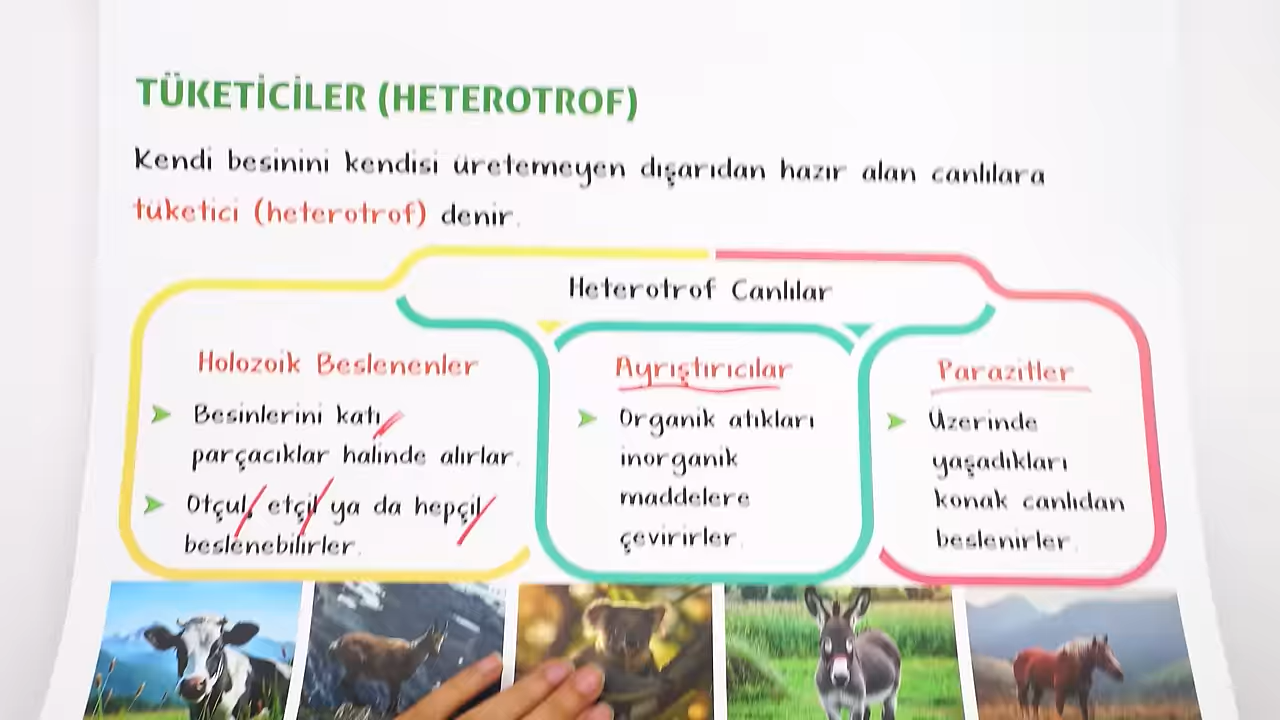 TÜKETİCİLER (HETEROTROF)
Kendi besinini kendisi üretemeyen dışarıdan hazır alan canlılara
tüketici (heterotrof) denir.
Heterotrof Canlılar
Holozoik Beslenenler
Besinlerini katı
parçacıklar halinde alırlar.
Otçul, etçil ya da hepçil
beslenebilirler.
Ayrıştırıcılar
Organik atıkları
inorganik
maddelere
çevirirler.
Parazitler
Üzerinde
yaşadıkları
konak canlıdan
beslenirler.